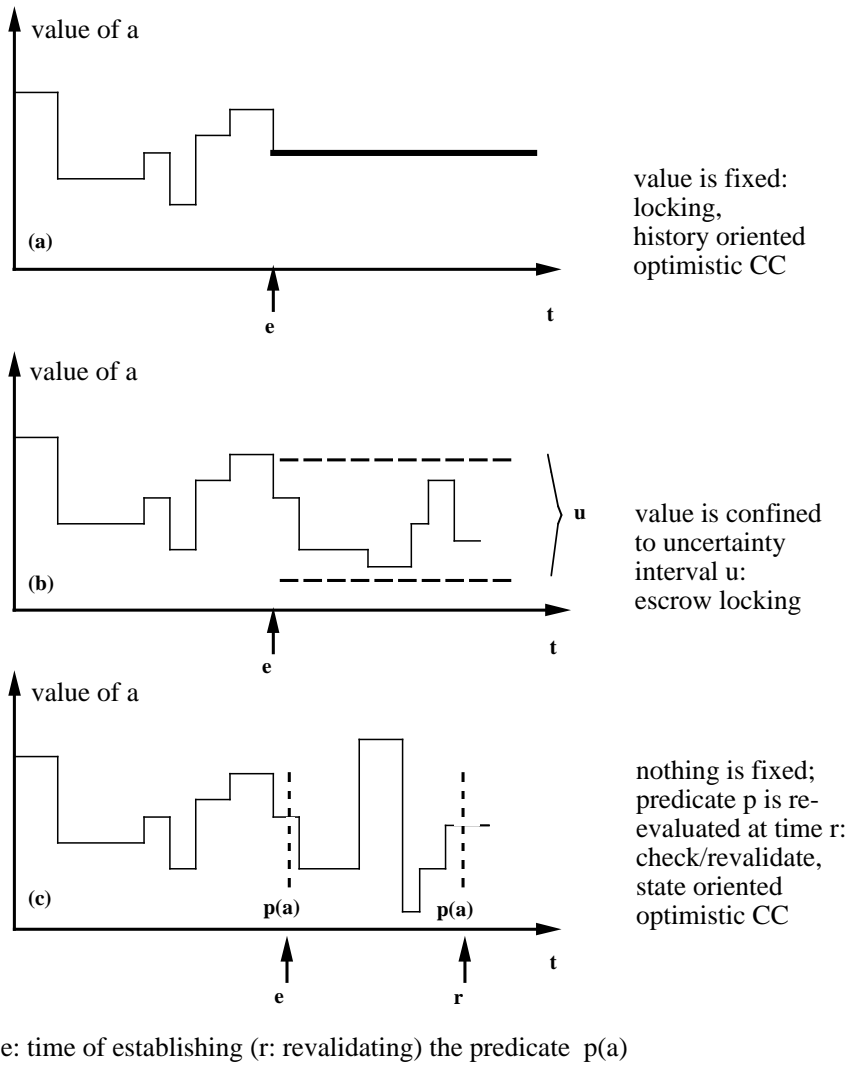 value of a
value is fixed:
locking,
history oriented
optimistic CC
(a)
e
t
value of a
u
value is confined
to uncertainty
interval u:
escrow locking
(b)
e
t
value of a
nothing is fixed;
predicate p is re-
evaluated at time r:
check/revalidate,
state oriented
optimistic CC
(c)
p(a)
p(a)
t
e
r
e: time of establishing (r: revalidating) the predicate p(a)